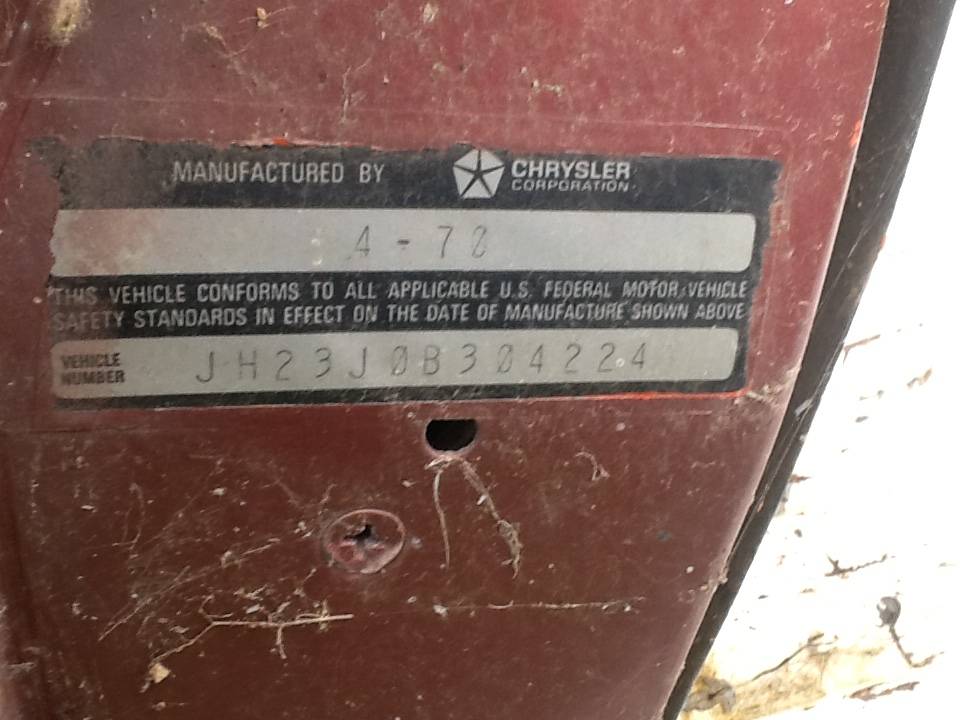 MANUFACTURED BY CHRYSLER
CORPORATION
4-70
THIS VEHICLE CONFORMS TO ALL APPLICABLE U.S. FEDERAL MOTOR VEHICLE
SAFETY STANDARDS IN EFFECT ON THE DATE OF MANUFACTURE SHOWN ABOVE
VEHICLE
NUMBER
JH23J0B304224